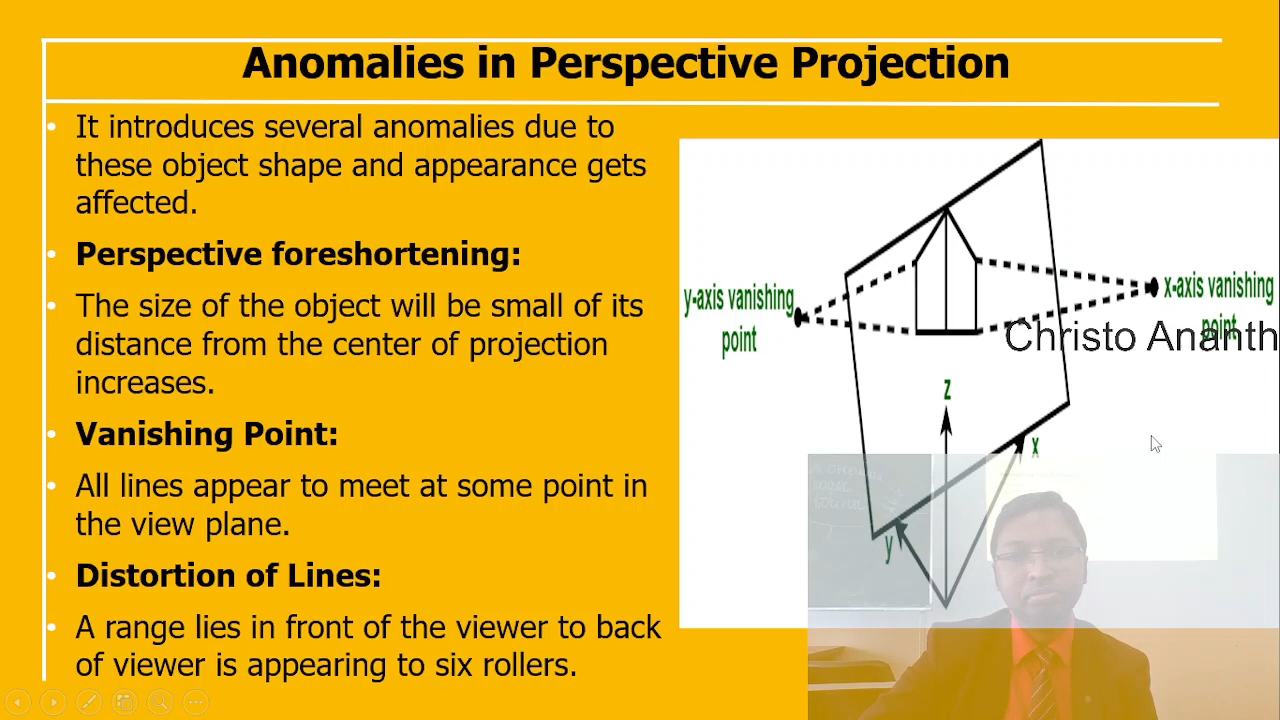 Anomalies in Perspective Projection
• It introduces several anomalies due to
these object shape and appearance gets
affected.
• Perspective foreshortening:
• The size of the object will be small of its
distance from the center of projection
increases.
• Vanishing Point:
• All lines appear to meet at some point in
the view plane.
• Distortion of Lines:
• A range lies in front of the viewer to back
of viewer is appearing to six rollers.
y-axis vanishing
point
x-axis vanishing
point
Christo Ananth
z
x
y